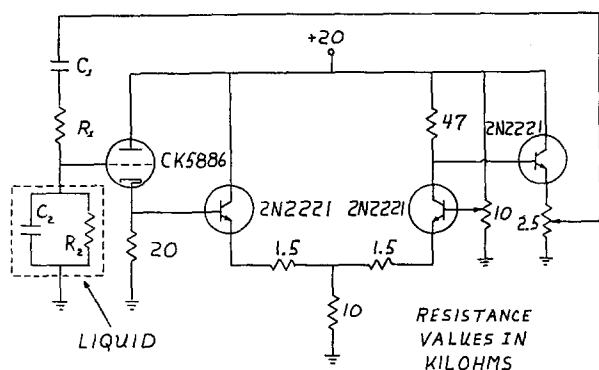 +20
C₁
R₁
CK5886
47
2N2221
C₂
R₂
20
2N2221
2N2221
10
2.5
1.5
1.5
10
LIQUID
RESISTANCE
VALUES IN
KILOHMS